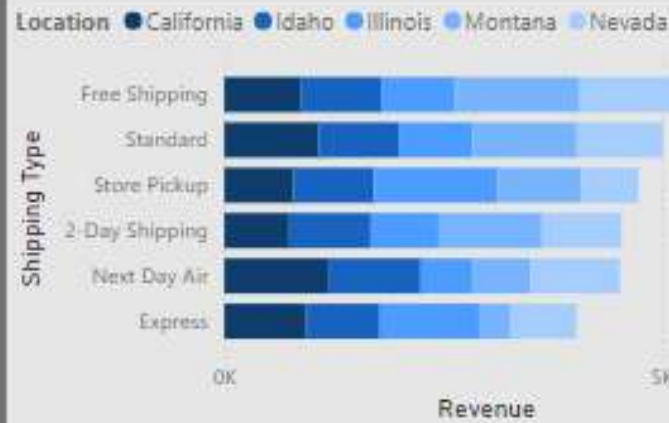 Location California Idaho Illinois Montana Nevada
Free Shipping
Standard
Store Pickup
2-Day Shipping
Next Day Air
Express
Shipping Type
0K 5K
Revenue